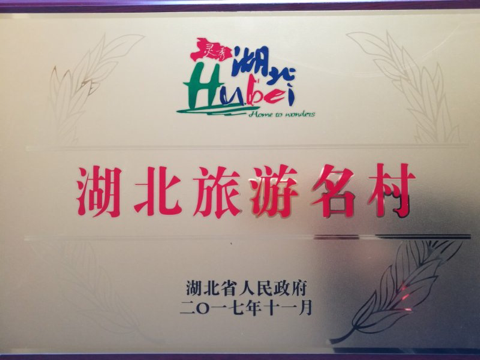 灵秀
湖北
Hubei
Home to wonders
湖北旅游名村
湖北省人民政府
二〇一七年十一月